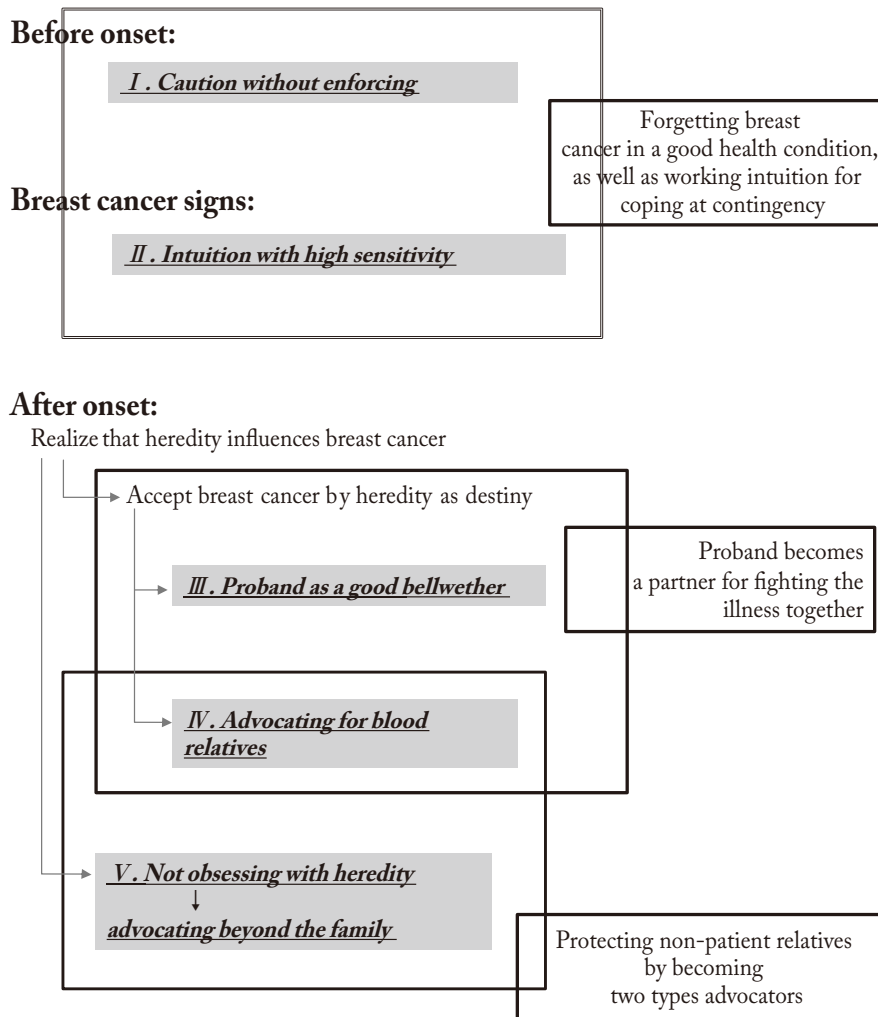 Before onset:
Ⅰ. Caution without enforcing
Forgetting breast
cancer in a good health condition,
as well as working intuition for
coping at contingency
Breast cancer signs:
Ⅱ. Intuition with high sensitivity
After onset:
Realize that heredity influences breast cancer
Accept breast cancer by heredity as destiny
Ⅲ. Proband as a good bellwether
Proband becomes
a partner for fighting the
illness together
Ⅳ. Advocating for blood
relatives
Ⅴ. Not obsessing with heredity
↓
advocating beyond the family
Protecting non-patient relatives
by becoming
two types advocators